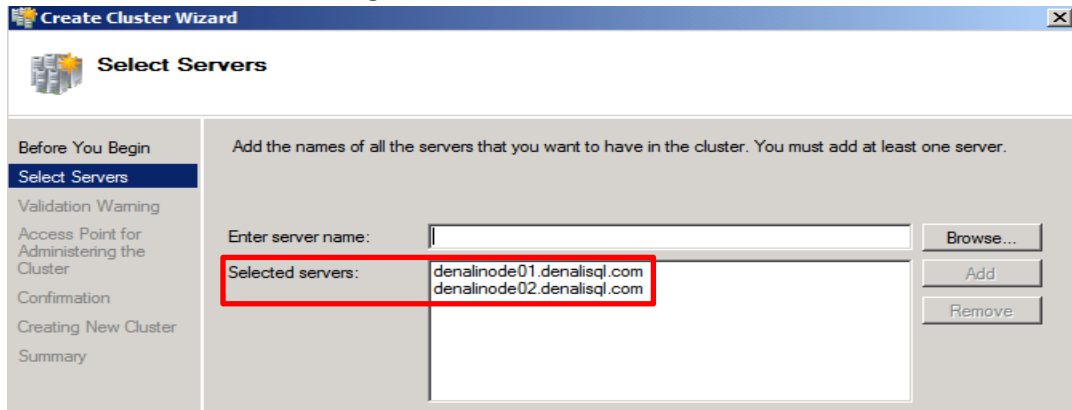 Create Cluster Wizard
Select Servers
Before You Begin
Select Servers
Validation Warning
Access Point for
Administering the
Cluster
Confirmation
Creating New Cluster
Summary
Add the names of all the servers that you want to have in the cluster. You must add at least one server.
Enter server name:
Browse...
Selected servers:
denalinode01.denalisql.com
denalinode02.denalisql.com
Add
Remove